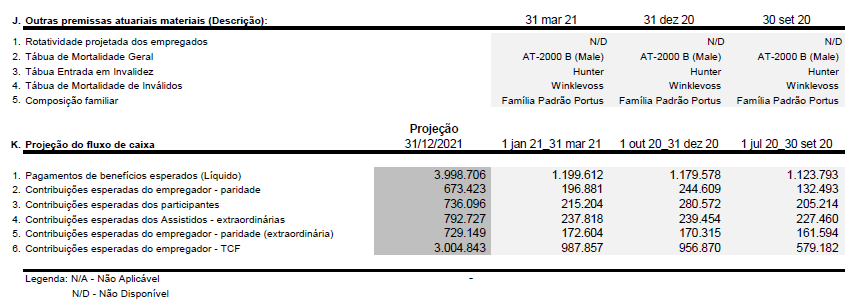 J. Outras premissas atuariais materiais (Descrição): 31 mar 21 31 dez 20 30 set 20
1. Rotatividade projetada dos empregados N/D N/D N/D
2. Tábua de Mortalidade Geral AT-2000 B (Male) AT-2000 B (Male) AT-2000 B (Male)
3. Tábua Entrada em Invalidez Hunter Hunter Hunter
4. Tábua de Mortalidade de Inválidos Winklevoss Winklevoss Winklevoss
5. Composição familiar Família Padrão Portus Família Padrão Portus Família Padrão Portus
Projeção
K. Projeção do fluxo de caixa 31/12/2021 1 jan 21_31 mar 21 1 out 20_31 dez 20 1 jul 20_30 set 20
1. Pagamentos de benefícios esperados (Líquido) 3.998.706 1.199.612 1.179.578 1.123.793
2. Contribuições esperadas do empregador - paridade 673.423 196.881 244.609 132.493
3. Contribuições esperadas dos participantes 736.096 215.204 280.572 205.214
4. Contribuições esperadas dos Assistidos - extraordinárias 792.727 237.818 239.454 227.460
5. Contribuições esperadas do empregador - paridade (extraordinária) 729.149 172.604 170.315 161.594
6. Contribuições esperadas do empregador - TCF 3.004.843 987.857 956.870 579.182
Legenda: N/A - Não Aplicável -
N/D - Não Disponível